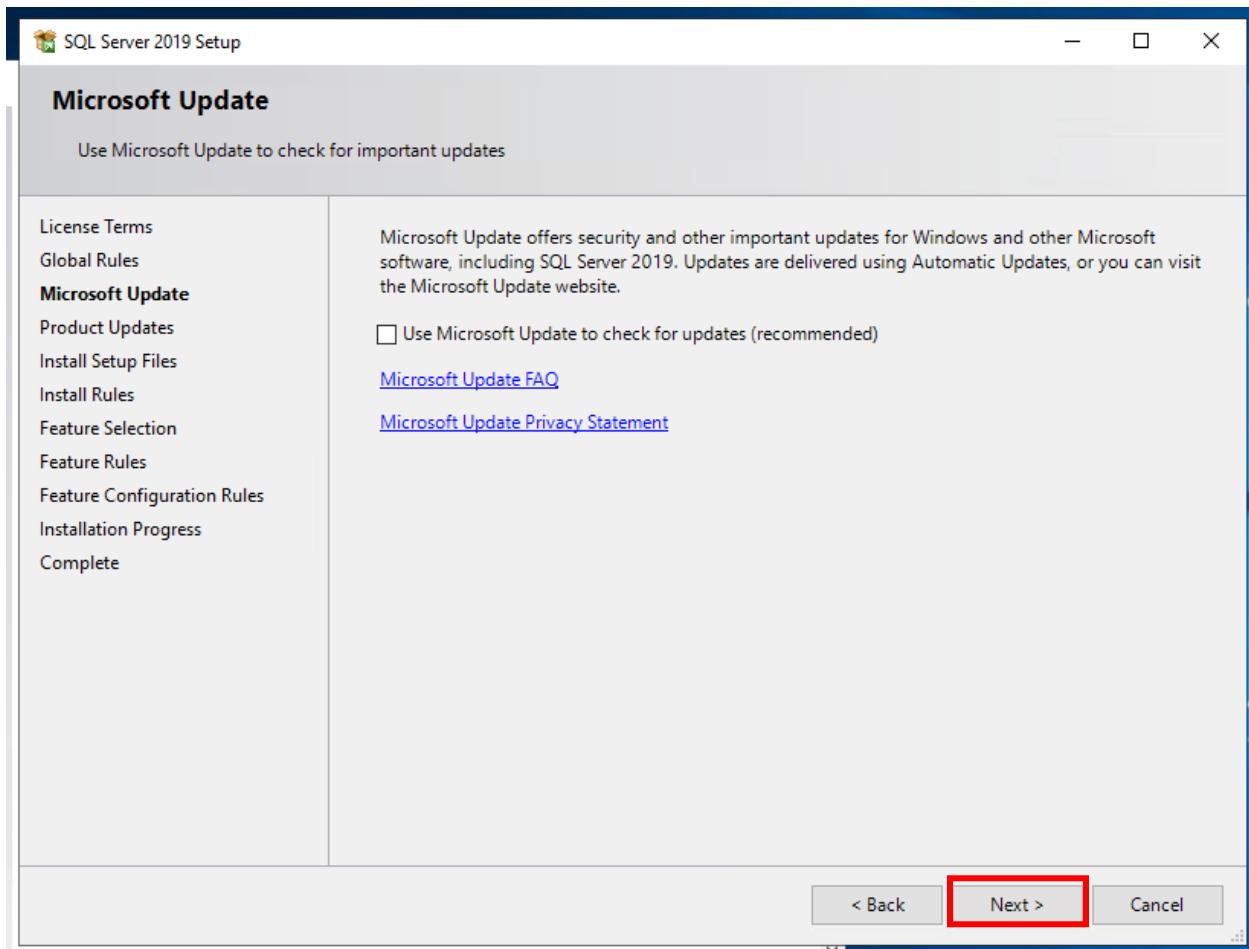 SQL Server 2019 Setup
Microsoft Update
Use Microsoft Update to check for important updates
License Terms
Global Rules
Microsoft Update
Product Updates
Install Setup Files
Install Rules
Feature Selection
Feature Rules
Feature Configuration Rules
Installation Progress
Complete
Microsoft Update offers security and other important updates for Windows and other Microsoft
software, including SQL Server 2019. Updates are delivered using Automatic Updates, or you can visit
the Microsoft Update website.
Use Microsoft Update to check for updates (recommended)
Microsoft Update FAQ
Microsoft Update Privacy Statement
< Back
Next >
Cancel